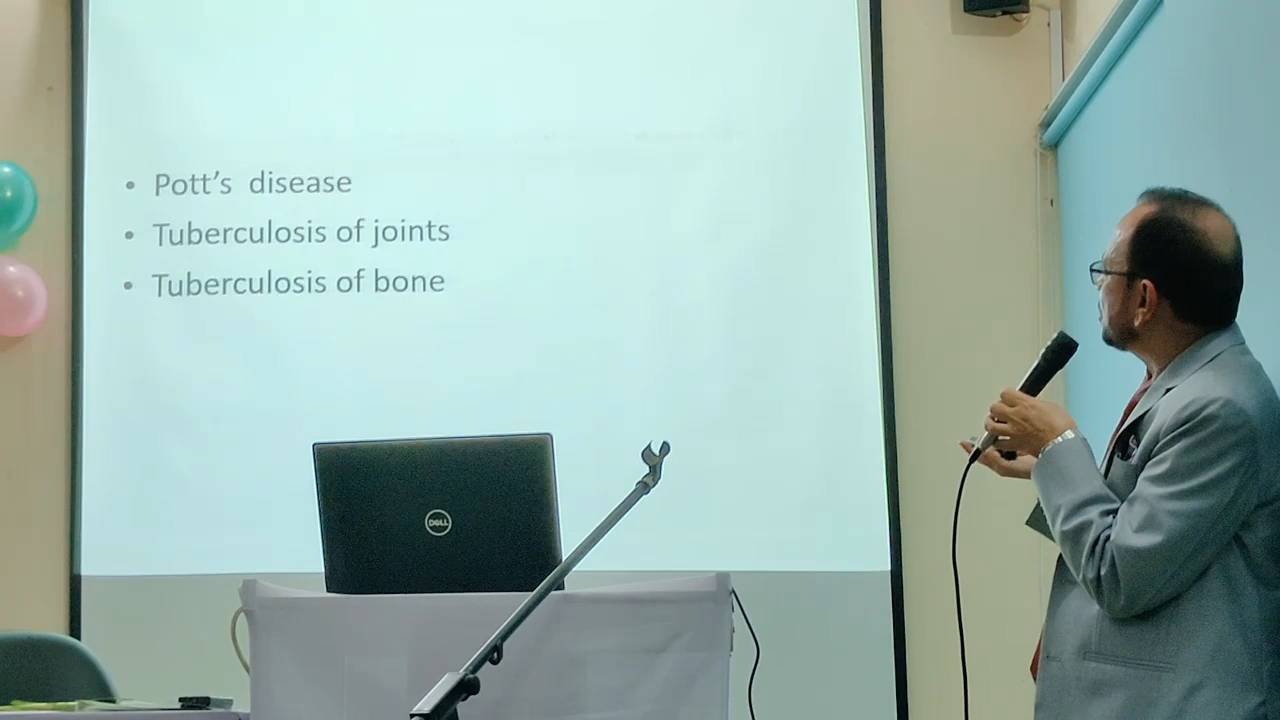 • Pott’s disease
• Tuberculosis of joints
• Tuberculosis of bone
DELL